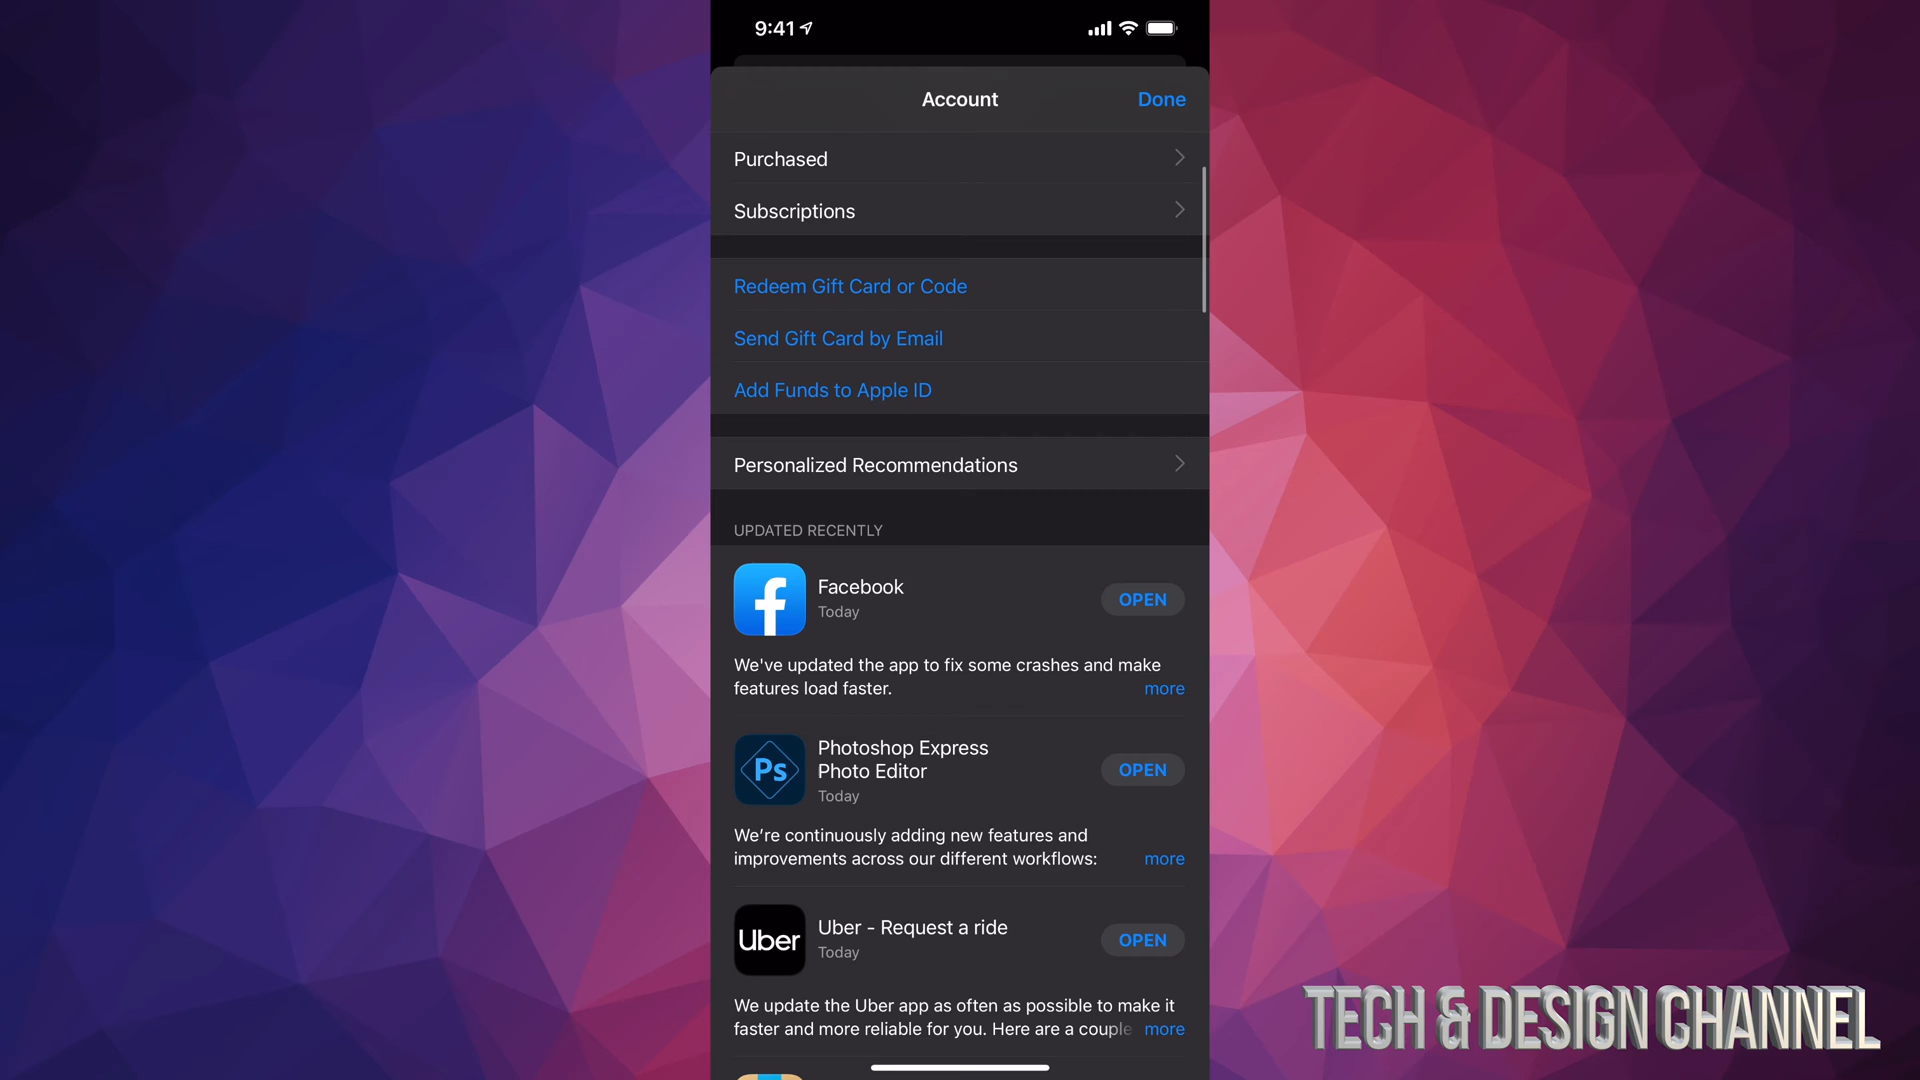 9:41
Account
Done
Purchased
Subscriptions
Redeem Gift Card or Code
Send Gift Card by Email
Add Funds to Apple ID
Personalized Recommendations
UPDATED RECENTLY
Facebook
Today
OPEN
We've updated the app to fix some crashes and make
features load faster.
more
Ps
Photoshop Express
Photo Editor
Today
OPEN
We’re continuously adding new features and
improvements across our different workflows:
more
Uber
Uber - Request a ride
Today
OPEN
We update the Uber app as often as possible to make it
faster and more reliable for you. Here are a couple
more
TECH & DESIGN CHANNEL